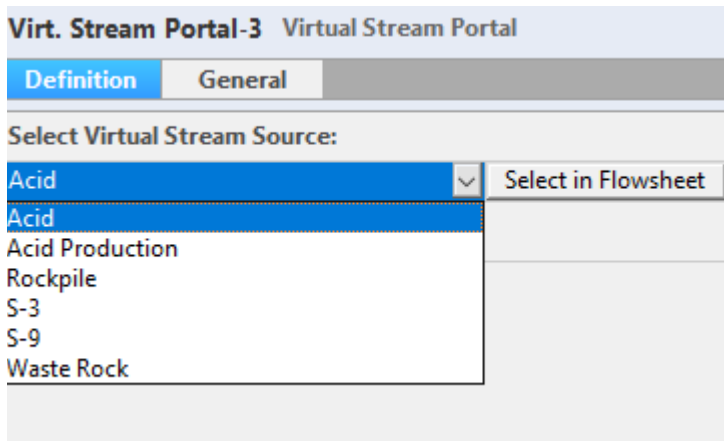 Virt. Stream Portal-3 Virtual Stream Portal
Definition General
Select Virtual Stream Source:
Acid Select in Flowsheet
Acid
Acid Production
Rockpile
S-3
S-9
Waste Rock